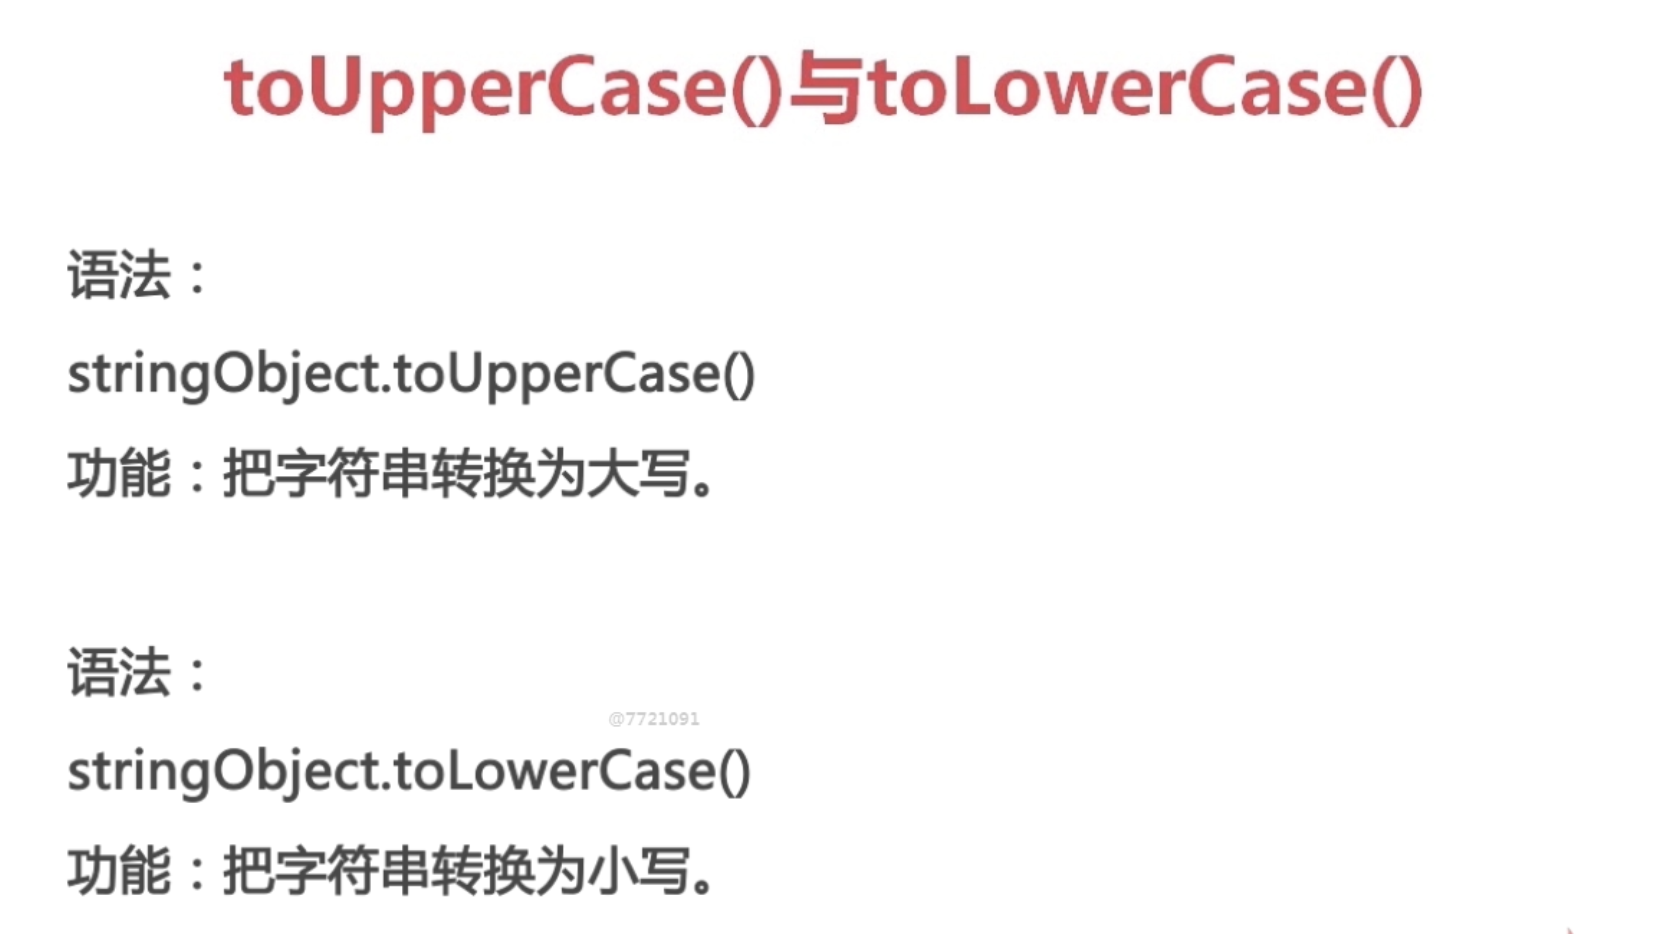 toUpperCase()与toLowerCase()
语法：
stringObject.toUpperCase()
功能：把字符串转换为大写。
语法：
@7721091
stringObject.toLowerCase()
功能：把字符串转换为小写。